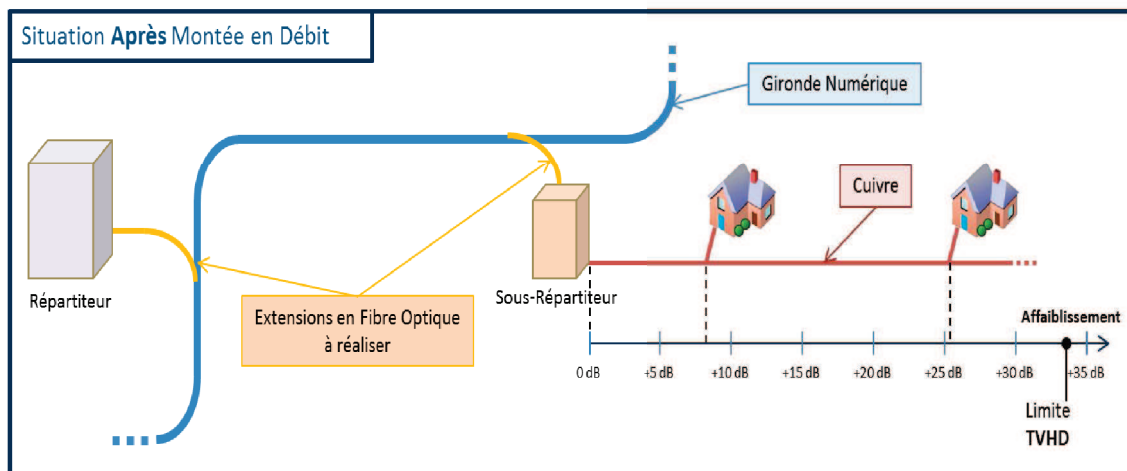 Situation Après Montée en Débit
Gironde Numérique
Cuivre
Répartiteur
Sous-Répartiteur
Extensions en Fibre Optique
à réaliser
Affaiblissement
0 dB +5 dB +10 dB +15 dB +20 dB +25 dB +30 dB +35 dB
Limite
TVHD